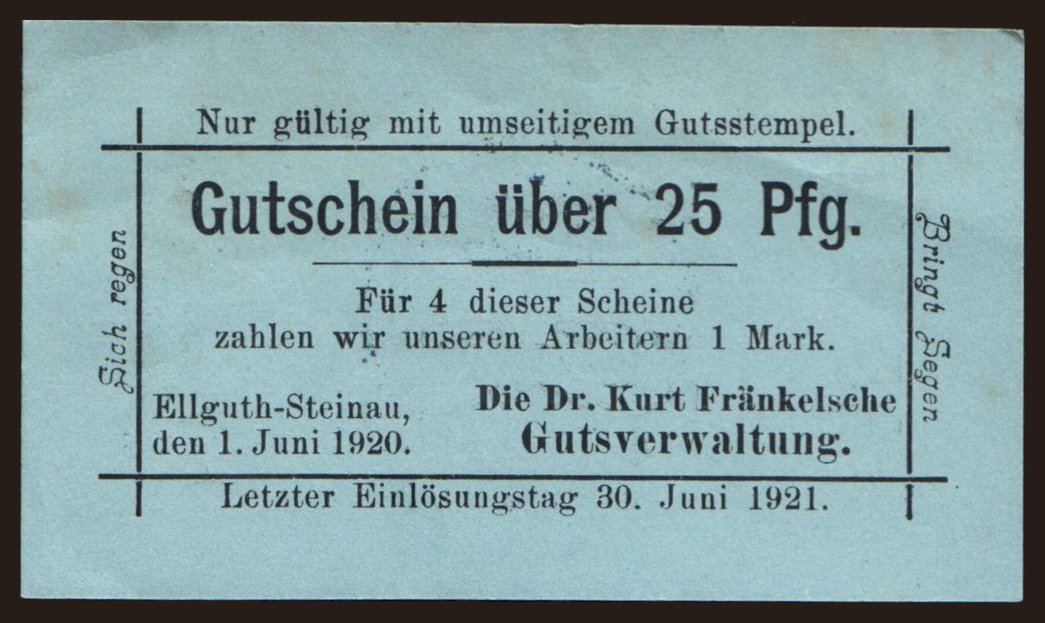 Nur gültig mit umseitigem Gutsstempel.
Gutschein über 25 Pfg.
Für 4 dieser Scheine
zahlen wir unseren Arbeitern 1 Mark.
Ellguth-Steinau,
den 1. Juni 1920.
Die Dr. Kurt Fränkelsche
Gutsverwaltung.
Letzter Einlösungstag 30. Juni 1921.
Sich regen
Bringt Segen